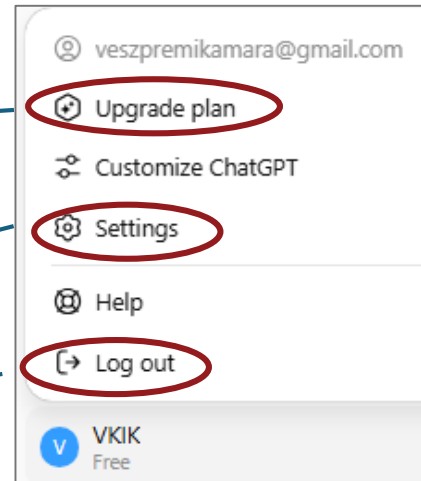 veszpremikamara@gmail.com
Upgrade plan
Customize ChatGPT
Settings
Help
Log out
V
VKIK
Free